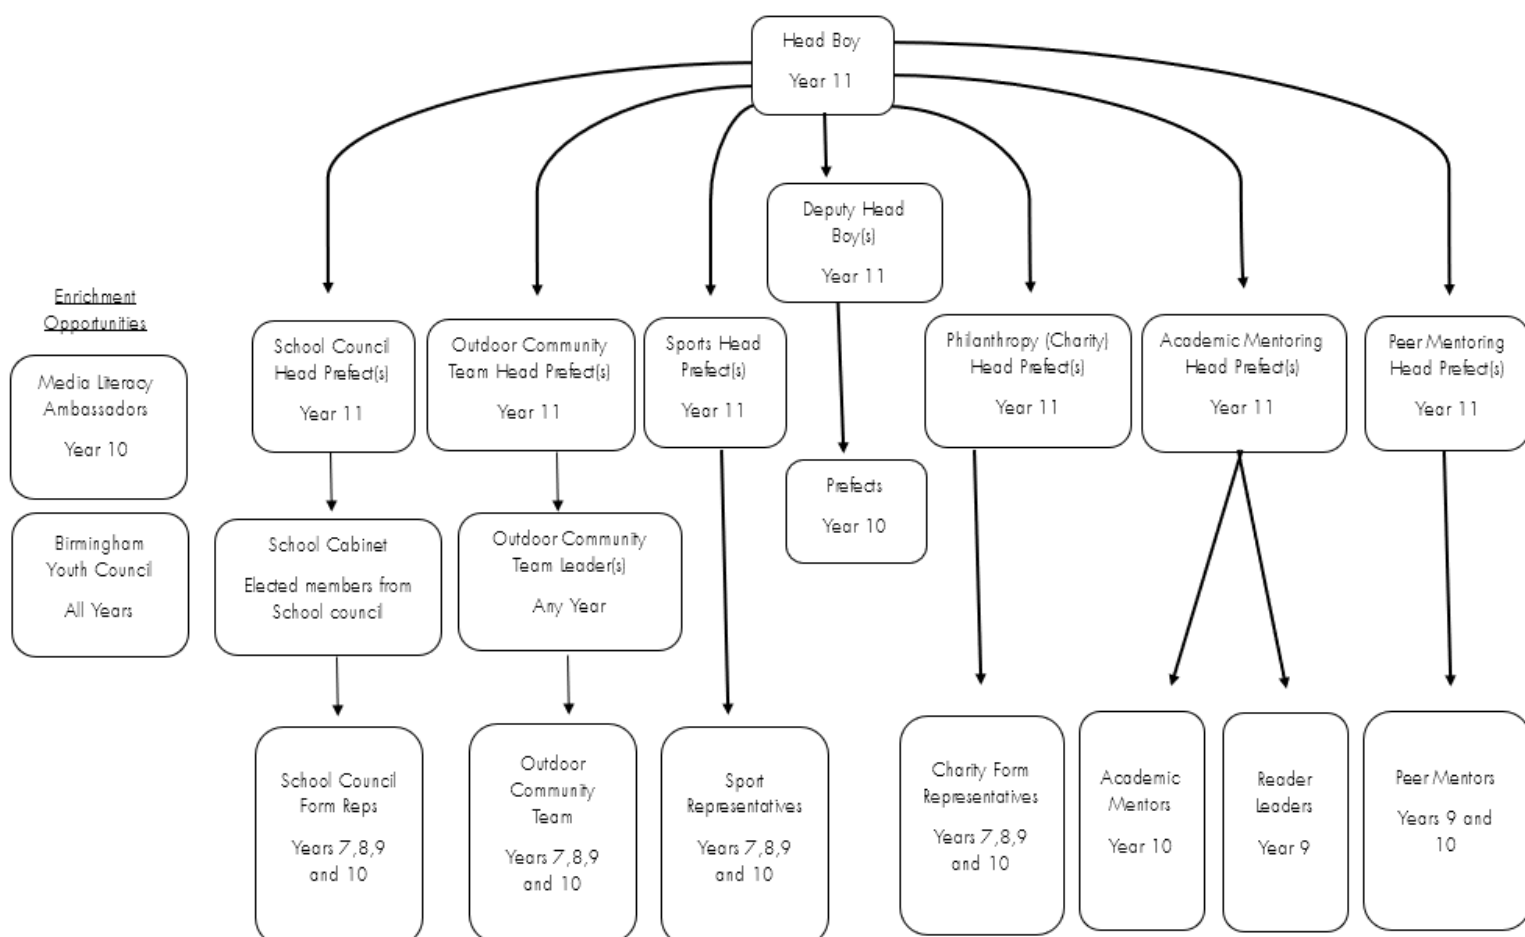 Head Boy
Year 11
Deputy Head
Boy(s)
Year 11
Enrichment
Opportunities
Media Literacy
Ambassadors
Year 10
Birmingham
Youth Council
All Years
School Council
Head Prefect(s)
Year 11
Outdoor Community
Team Head Prefect(s)
Year 11
Sports Head
Prefect(s)
Year 11
Philanthropy (Charity)
Head Prefect(s)
Year 11
Academic Mentoring
Head Prefect(s)
Year 11
Peer Mentoring
Head Prefect(s)
Year 11
Prefects
Year 10
School Cabinet
Elected members from
School council
Outdoor Community
Team Leader(s)
Any Year
School Council
Form Reps
Years 7,8,9
and 10
Outdoor
Community
Team
Years 7,8,9
and 10
Sport
Representatives
Years 7,8,9
and 10
Charity Form
Representatives
Years 7,8,9
and 10
Academic
Mentors
Year 10
Reader
Leaders
Year 9
Peer Mentors
Years 9 and
10